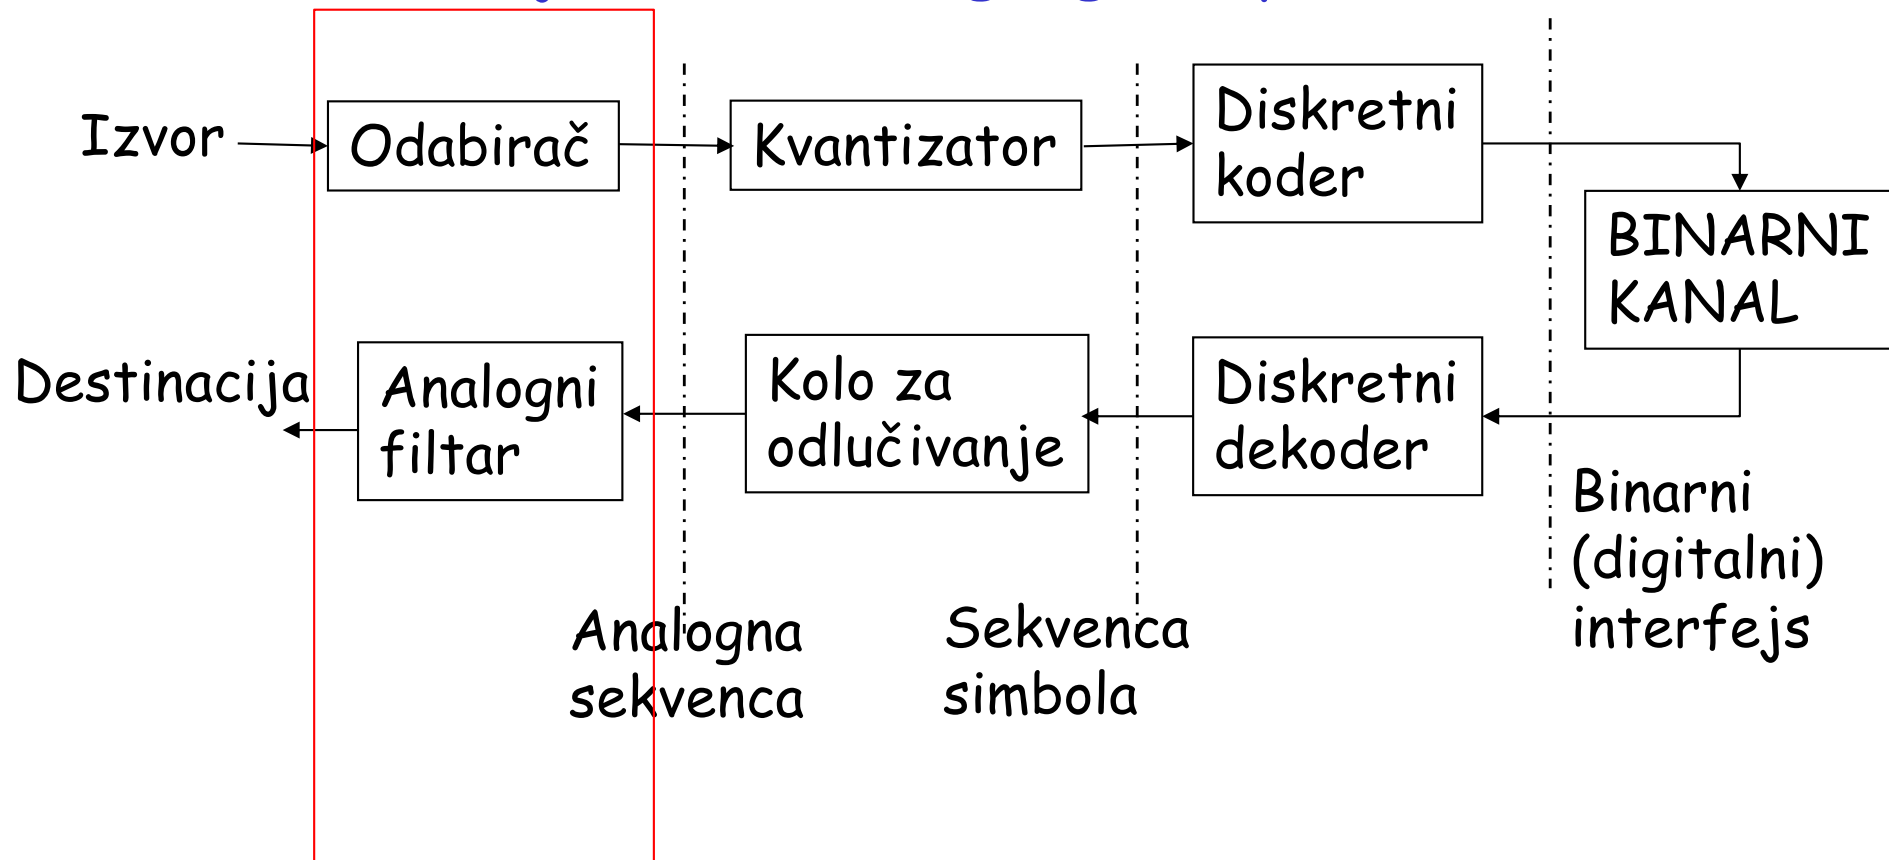 Izvor
Odabirač
Kvantizator
Diskretni
koder
BINARNI
KANAL
Destinacija
Analogni
filtar
Kolo za
odlučivanje
Diskretni
dekoder
Binarni
(digitalni)
interfejs
Analogna
sekvenca
Sekvenca
simbola